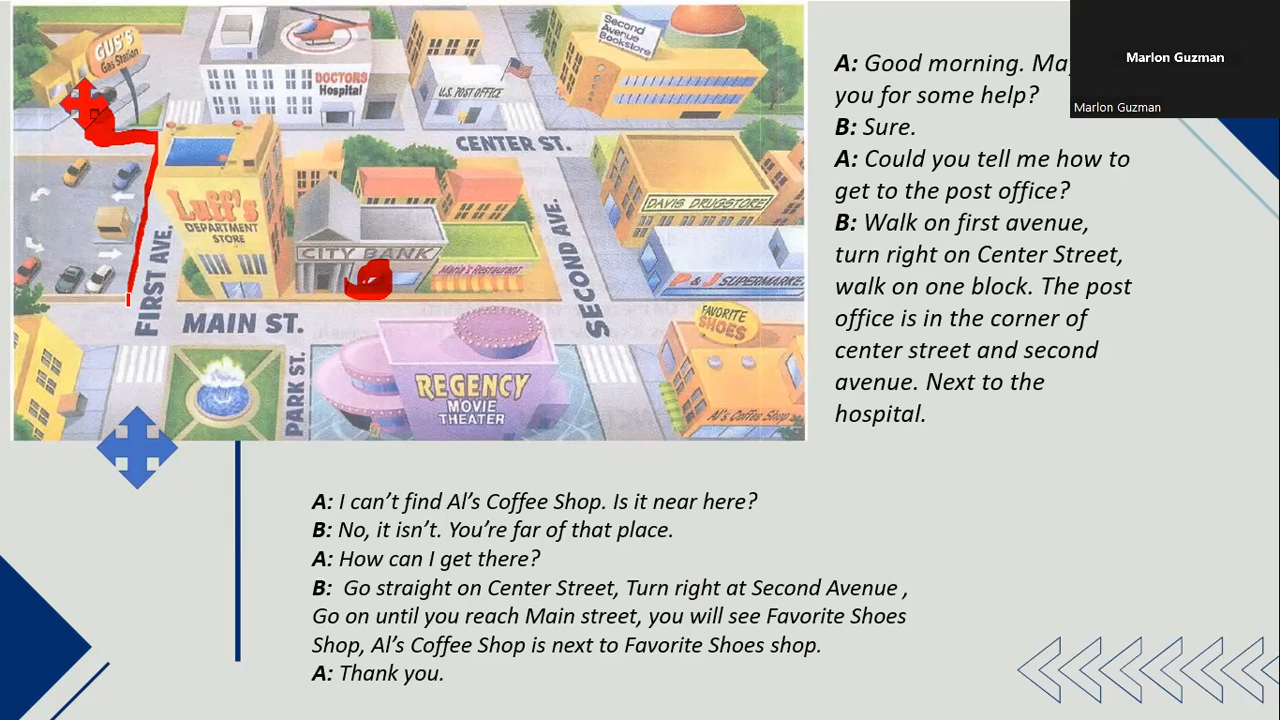 GUS's
Gas Station
DOCTORS
Hospital
U.S. POST OFFICE
Second
Avenue
Bookstore
CENTER ST.
Luff's
DEPARTMENT
STORE
CITY BANK
Maria's Restaurant
DAVIS DRUGSTORE
P & J SUPERMARKE
FIRST AVE.
SECOND AVE.
MAIN ST.
PARK ST.
REGENCY
MOVIE
THEATER
FAVORITE
SHOES
Al's Coffee Shop
Marlon Guzman
Marlon Guzman
A: Good morning. Ma
you for some help?
B: Sure.
A: Could you tell me how to
get to the post office?
B: Walk on first avenue,
turn right on Center Street,
walk on one block. The post
office is in the corner of
center street and second
avenue. Next to the
hospital.
A: I can't find Al's Coffee Shop. Is it near here?
B: No, it isn't. You're far of that place.
A: How can I get there?
B: Go straight on Center Street, Turn right at Second Avenue ,
Go on until you reach Main street, you will see Favorite Shoes
Shop, Al's Coffee Shop is next to Favorite Shoes shop.
A: Thank you.